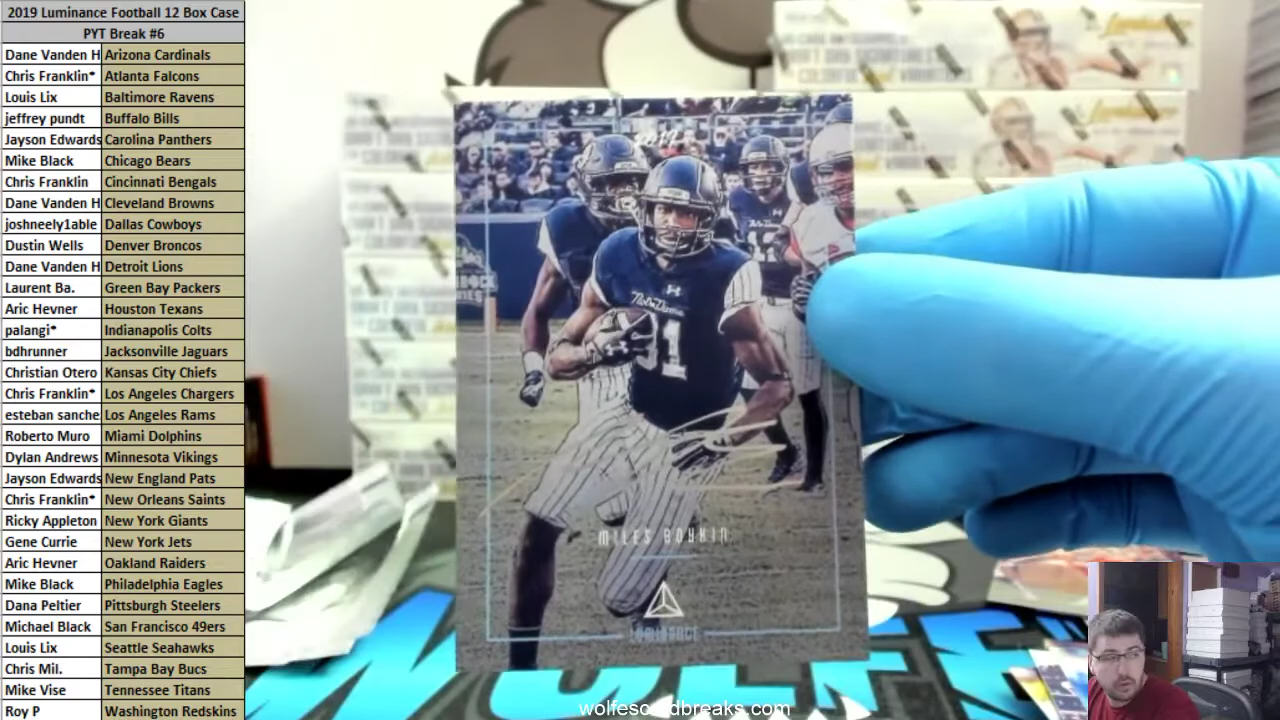 2019 Luminance Football 12 Box Case
PYT Break #6
Dane Vanden H Arizona Cardinals
Chris Franklin* Atlanta Falcons
Louis Lix Baltimore Ravens
jeffrey pundt Buffalo Bills
Jayson Edwards Carolina Panthers
Mike Black Chicago Bears
Chris Franklin Cincinnati Bengals
Dane Vanden H Cleveland Browns
joshneely1able Dallas Cowboys
Dustin Wells Denver Broncos
Dane Vanden H Detroit Lions
Laurent Ba. Green Bay Packers
Aric Hevner Houston Texans
palangi* Indianapolis Colts
bdhrunner Jacksonville Jaguars
Christian Otero Kansas City Chiefs
Chris Franklin* Los Angeles Chargers
esteban sanche Los Angeles Rams
Roberto Muro Miami Dolphins
Dylan Andrews Minnesota Vikings
Jayson Edwards New England Pats
Chris Franklin* New Orleans Saints
Ricky Appleton New York Giants
Gene Currie New York Jets
Aric Hevner Oakland Raiders
Mike Black Philadelphia Eagles
Dana Peltier Pittsburgh Steelers
Michael Black San Francisco 49ers
Louis Lix Seattle Seahawks
Chris Mil. Tampa Bay Bucs
Mike Vise Tennessee Titans
Roy P Washington Redskins
Luminance
Luminance
Notre Dame
81
12
MILES BOYKIN
LUMINANCE
WOLFE